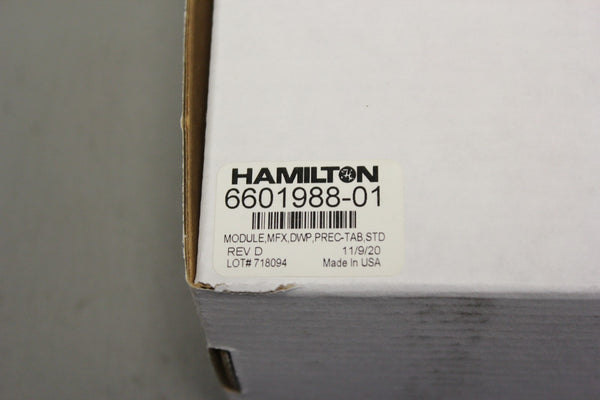 HAMILTON
6601988-01
MODULE,MFX,DWP,PREC-TAB,STD
REV D 11/9/20
LOT# 718094 Made In USA